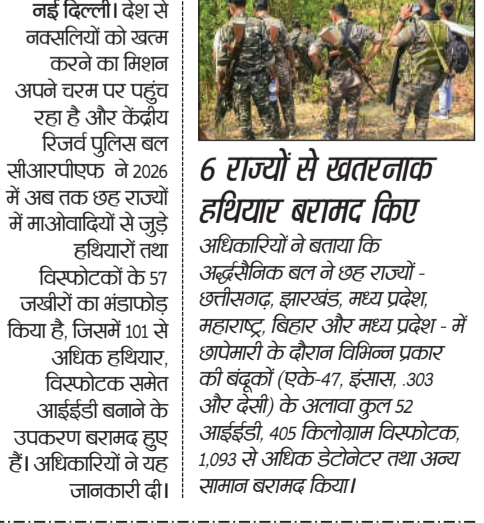 नई दिल्ली। देश से
नक्सलियों को खत्म
करने का मिशन
अपने चरम पर पहुंच
रहा है और केंद्रीय
रिजर्व पुलिस बल
सीआरपीएफ ने 2026
में अब तक छह राज्यों
में माओवादियों से जुड़े
हथियारों तथा
विस्फोटकों के 57
जखीरों का भंडाफोड़
किया है, जिसमें 101 से
अधिक हथियार,
विस्फोटक समेत
आईईडी बनाने के
उपकरण बरामद हुए
हैं। अधिकारियों ने यह
जानकारी दी।
6 राज्यों से खतरनाक
हथियार बरामद किए
अधिकारियों ने बताया कि
अर्द्धसैनिक बल ने छह राज्यों -
छत्तीसगढ़, झारखंड, मध्य प्रदेश,
महाराष्ट्र, बिहार और मध्य प्रदेश - में
छापेमारी के दौरान विभिन्न प्रकार
की बंदूकों (एके-47, इंसास, .303
और देसी) के अलावा कुल 52
आईईडी, 405 किलोग्राम विस्फोटक,
1,093 से अधिक डेटोनेटर तथा अन्य
सामान बरामद किया।